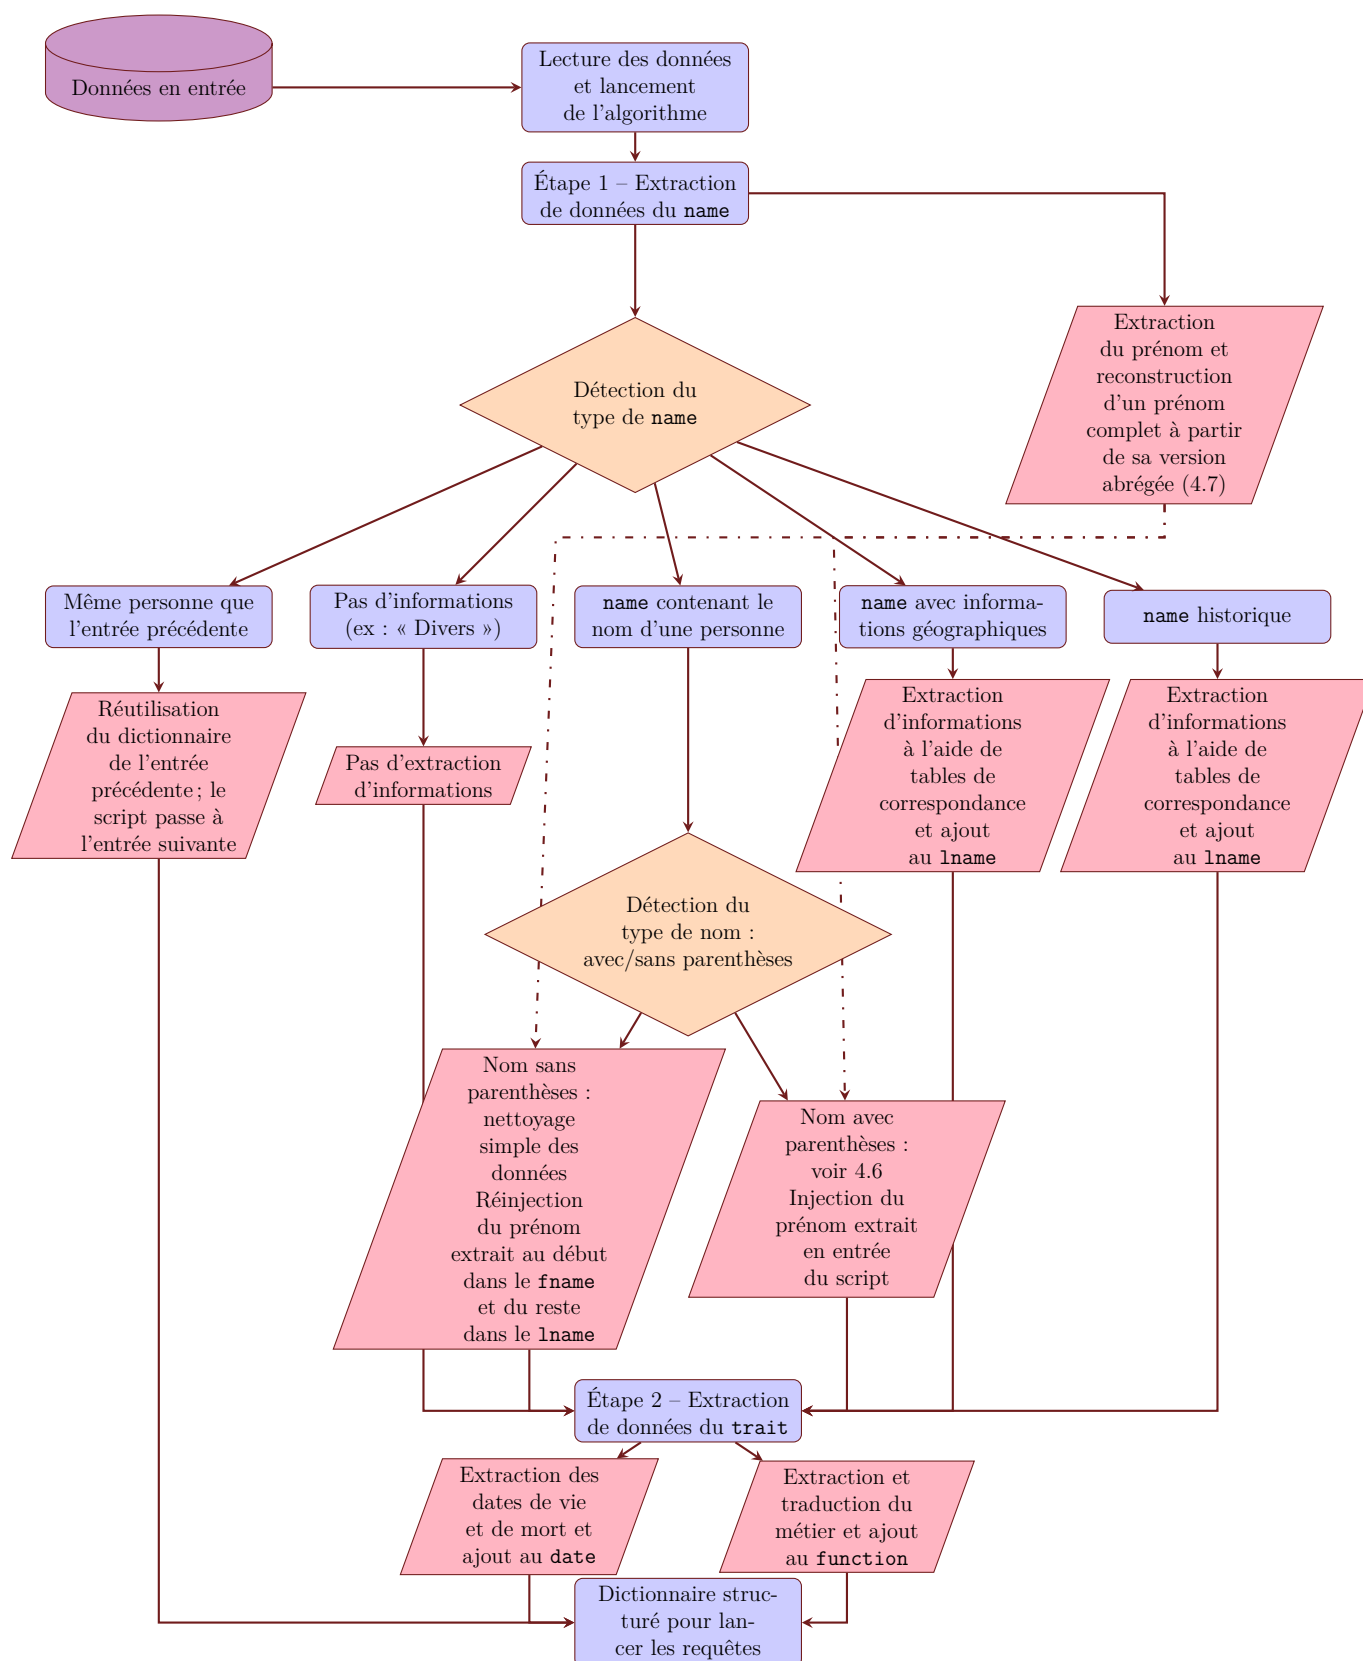 Données en entrée
Lecture des données
et lancement
de l'algorithme
Étape 1 – Extraction
de données du name
Extraction
du prénom et
reconstruction
d'un prénom
complet à partir
de sa version
abrégée (4.7)
Détection du
type de name
Même personne que
l'entrée précédente
Pas d'informations
(ex : « Divers »)
name contenant le
nom d'une personne
name avec informa-
tions géographiques
name historique
Réutilisation
du dictionnaire
de l'entrée
précédente ; le
script passe à
l'entrée suivante
Pas d'extraction
d'informations
Extraction
d'informations
à l'aide de
tables de
correspondance
et ajout
au lname
Extraction
d'informations
à l'aide de
tables de
correspondance
et ajout
au lname
Détection du
type de nom :
avec/sans parenthèses
Nom sans
parenthèses :
nettoyage
simple des
données
Réinjection
du prénom
extrait au début
dans le fname
et du reste
dans le lname
Nom avec
parenthèses :
voir 4.6
Injection du
prénom extrait
en entrée
du script
Étape 2 – Extraction
de données du trait
Extraction des
dates de vie
et de mort et
ajout au date
Extraction et
traduction du
métier et ajout
au function
Dictionnaire struc-
turé pour lan-
cer les requêtes